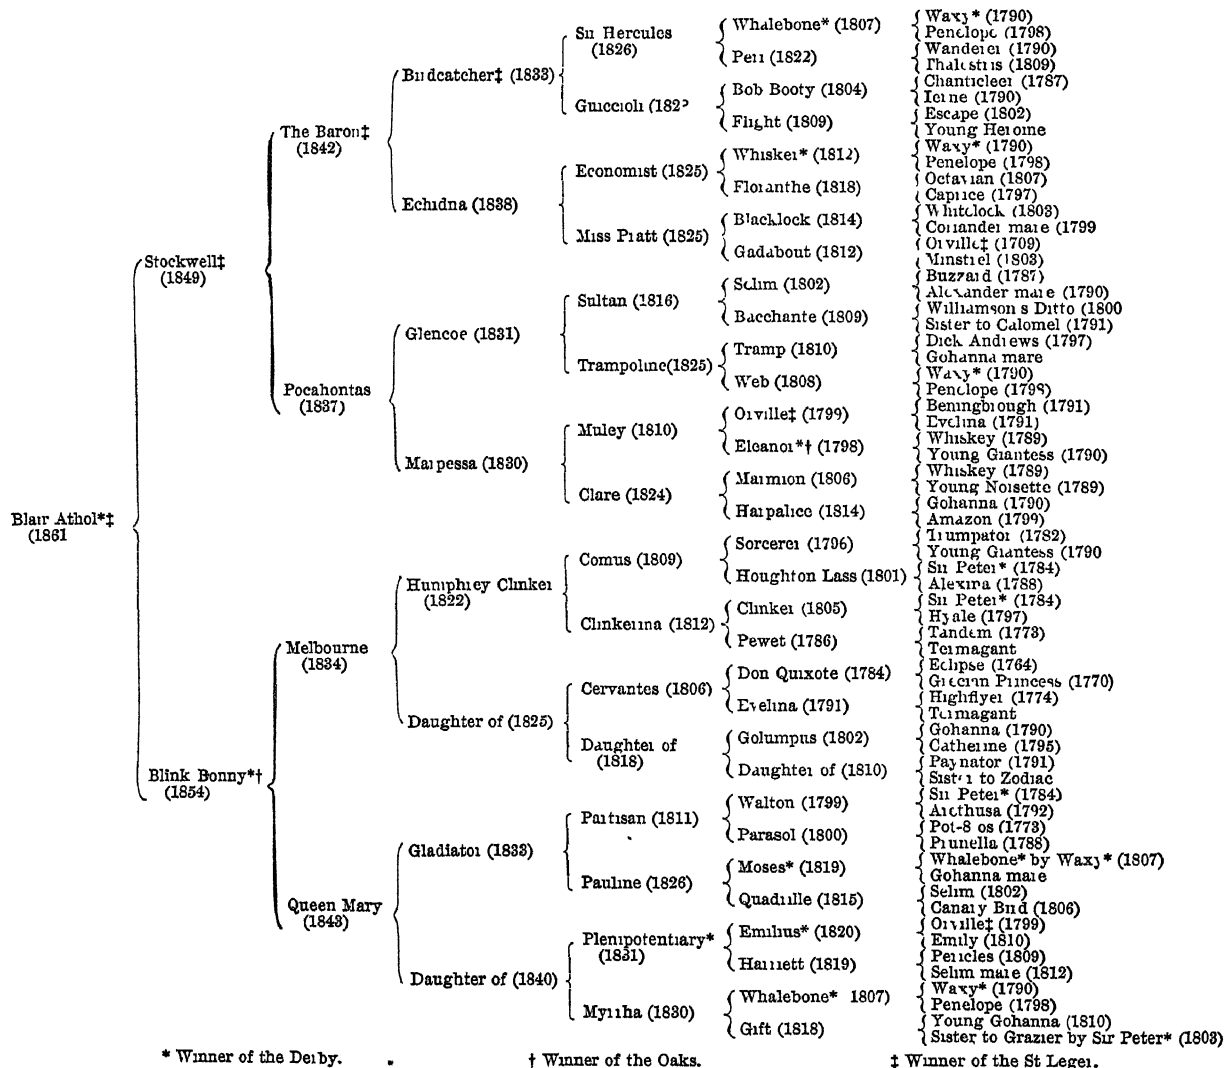 Blair Athol*‡
(1861
Stockwell‡
(1849)
Blink Bonny*†
(1854)
The Baron‡
(1842)
Pocahontas
(1837)
Melbourne
(1834)
Queen Mary
(1843)
Birdcatcher‡ (1833)
Echidna (1838)
Glencoe (1831)
Marpessa (1830)
Humphrey Clinker
(1822)
Daughter of (1825)
Gladiator (1833)
Daughter of (1840)
Sir Hercules
(1826)
Guiccioli (182
Economist (1825)
Miss Pratt (1825)
Sultan (1816)
Trampoline(1825)
Muley (1810)
Clare (1824)
Comus (1809)
Clinkerina (1812)
Cervantes (1806)
Daughter of
(1818)
Partisan (1811)
Pauline (1826)
Plenipotentiary*
(1831)
Myrrha (1830)
Whalebone* (1807)
Peri (1822)
Bob Booty (1804)
Flight (1809)
Whisker* (1812)
Floranthe (1818)
Blacklock (1814)
Gadabout (1812)
Selim (1802)
Bacchante (1809)
Tramp (1810)
Web (1808)
Orville‡ (1799)
Eleanor*† (1798)
Marmion (1806)
Harpalice (1814)
Sorcerer (1796)
Houghton Lass (1801)
Clinker (1805)
Pewet (1786)
Don Quixote (1784)
Evelina (1791)
Golumpus (1802)
Daughter of (1810)
Walton (1799)
Parasol (1800)
Moses* (1819)
Quadrille (1815)
Emilius* (1820)
Harriett (1819)
Whalebone* 1807)
Gift (1818)
Waxy* (1790)
Penelope (1798)
Wanderer (1790)
Thalestris (1809)
Chanticleer (1787)
Ierne (1790)
Escape (1802)
Young Heroine
Waxy* (1790)
Penelope (1798)
Octavian (1807)
Caprice (1797)
Whitelock (1803)
Coriander mare (1799
Orville‡ (1709)
Minstrel (1803)
Buzzard (1787)
Alexander mare (1790)
Williamson s Ditto (1800
Sister to Calomel (1791)
Dick Andrews (1797)
Gohanna mare
Waxy* (1790)
Penelope (1798)
Beningbrough (1791)
Evelina (1791)
Whiskey (1789)
Young Giantess (1790)
Whiskey (1789)
Young Noisette (1789)
Gohanna (1790)
Amazon (1799)
Trumpator (1782)
Young Giantess (1790
Sir Peter* (1784)
Alexina (1788)
Sir Peter* (1784)
Hyale (1797)
Tandem (1773)
Termagant
Eclipse (1764)
Grecian Princess (1770)
Highflyer (1774)
Termagant
Gohanna (1790)
Catherine (1795)
Paynator (1791)
Sister to Zodiac
Sir Peter* (1784)
Arethusa (1792)
Pot-8 os (1773)
Prunella (1788)
Whalebone* by Waxy* (1807)
Gohanna mare
Selim (1802)
Canary Bird (1806)
Orville‡ (1799)
Emily (1810)
Pericles (1809)
Selim mare (1812)
Waxy* (1790)
Penelope (1798)
Young Gohanna (1810)
Sister to Grazier by Sir Peter* (1803)
* Winner of the Derby.
† Winner of the Oaks.
‡ Winner of the St Leger.